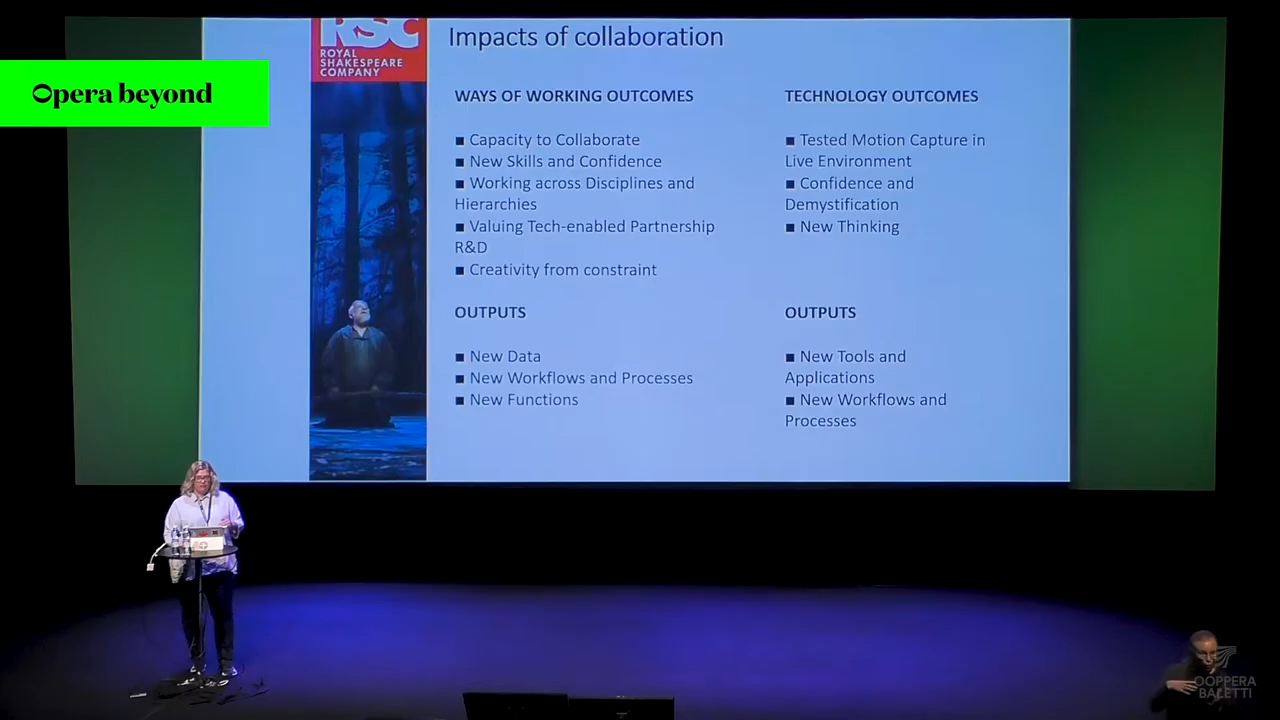 RSC
ROYAL
SHAKESPEARE
COMPANY
Opera beyond
Impacts of collaboration
WAYS OF WORKING OUTCOMES
■ Capacity to Collaborate
■ New Skills and Confidence
■ Working across Disciplines and
Hierarchies
■ Valuing Tech-enabled Partnership
R&D
■ Creativity from constraint
OUTPUTS
■ New Data
■ New Workflows and Processes
■ New Functions
TECHNOLOGY OUTCOMES
■ Tested Motion Capture in
Live Environment
■ Confidence and
Demystification
■ New Thinking
OUTPUTS
■ New Tools and
Applications
■ New Workflows and
Processes
OOPPERA
BALETTI